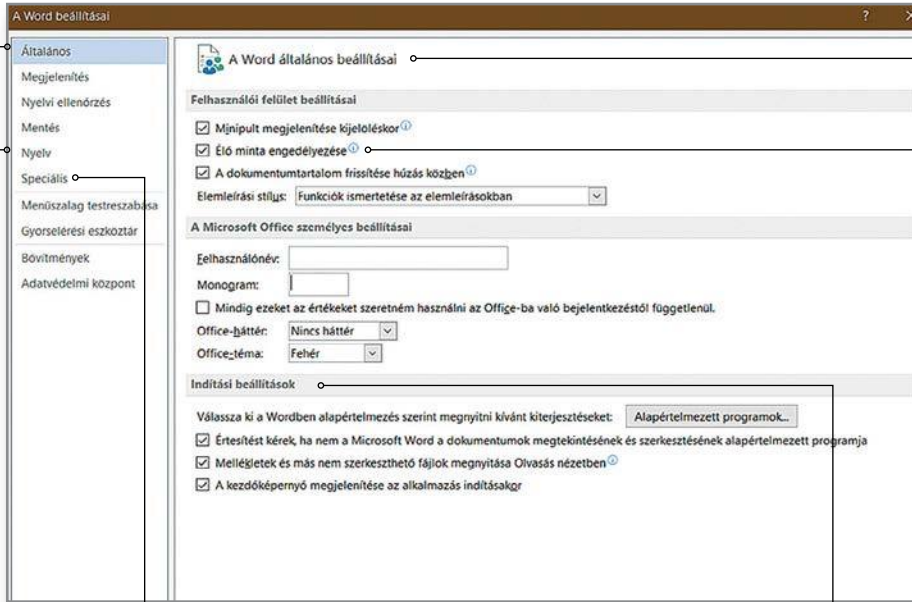 A Word beállításai
?
Általános
Megjelenítés
Nyelvi ellenőrzés
Mentés
Nyelv
Speciális
Menüszalag testreszabása
Gyorselérési eszköztár
Bővítmények
Adatvédelmi központ
A Word általános beállításai
Felhasználói felület beállításai
Minipult megjelenítése kijelöléskor
Élő minta engedélyezése
A dokumentumtartalom frissítése húzás közben
Elemleírási stílus: Funkciók ismertetése az elemleírásokban
A Microsoft Office személyes beállításai
Felhasználónév:
Monogram:
Mindig ezeket az értékeket szeretném használni az Office-ba való bejelentkezéstől függetlenül.
Office-háttér: Nincs háttér
Office-téma: Fehér
Indítási beállítások
Válassza ki a Wordben alapértelmezés szerint megnyitni kívánt kiterjesztéseket: Alapértelmezett programok...
Értesítést kérek, ha nem a Microsoft Word a dokumentumok megtekintésének és szerkesztésének alapértelmezett programja
Mellékletek és más nem szerkeszthető fájlok megnyitása Olvasás nézetben
A kezdőképernyő megjelenítése az alkalmazás indításakor